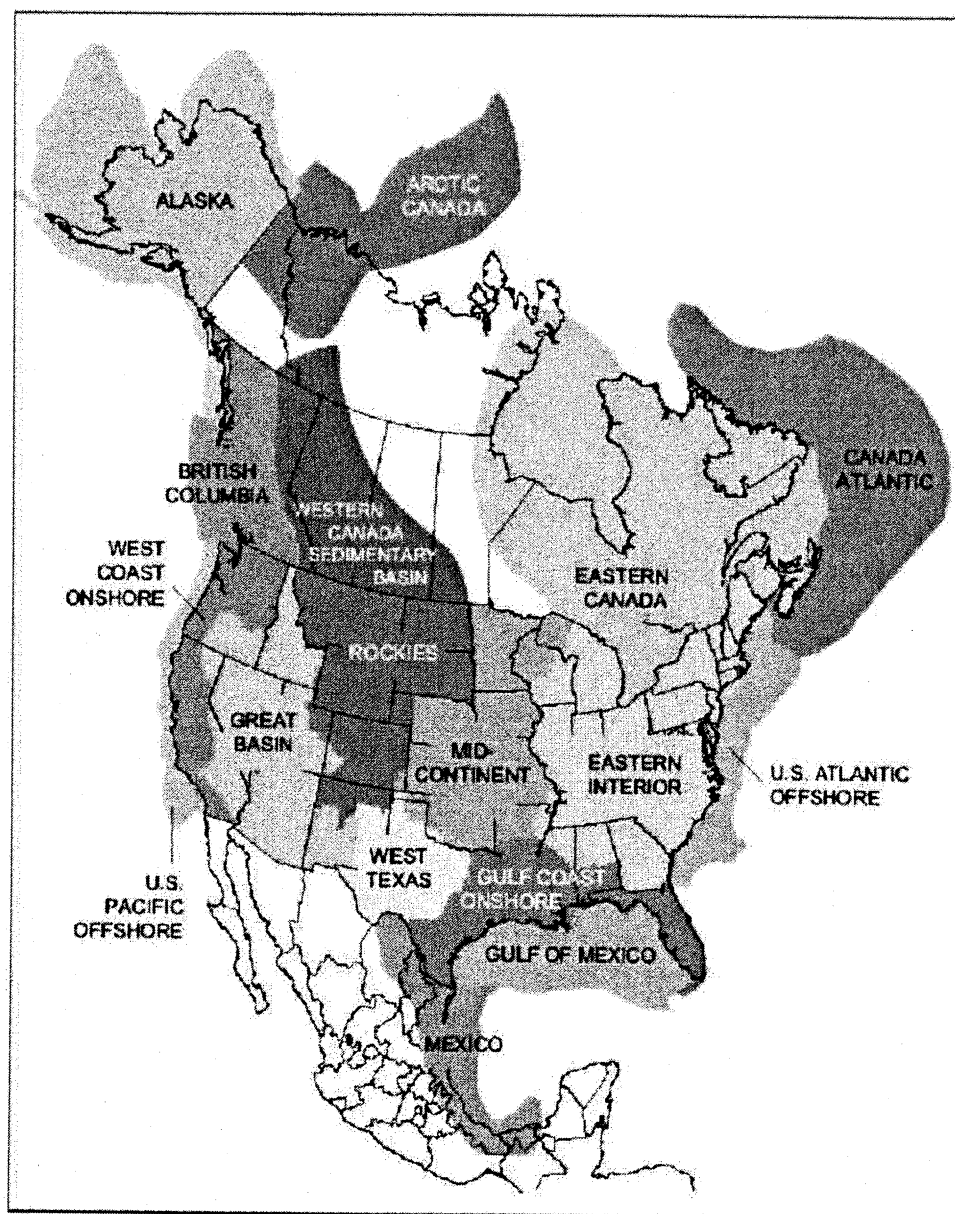 ALASKA
ARCTIC
CANADA
BRITISH
COLUMBIA
WESTERN
CANADA
SEDIMENTARY
BASIN
CANADA
ATLANTIC
WEST
COAST
ONSHORE
EASTERN
CANADA
ROCKIES
GREAT
BASIN
MID-
CONTINENT
EASTERN
INTERIOR
U.S. ATLANTIC
OFFSHORE
WEST
TEXAS
GULF COAST
ONSHORE
U.S.
PACIFIC
OFFSHORE
GULF OF MEXICO
MEXICO